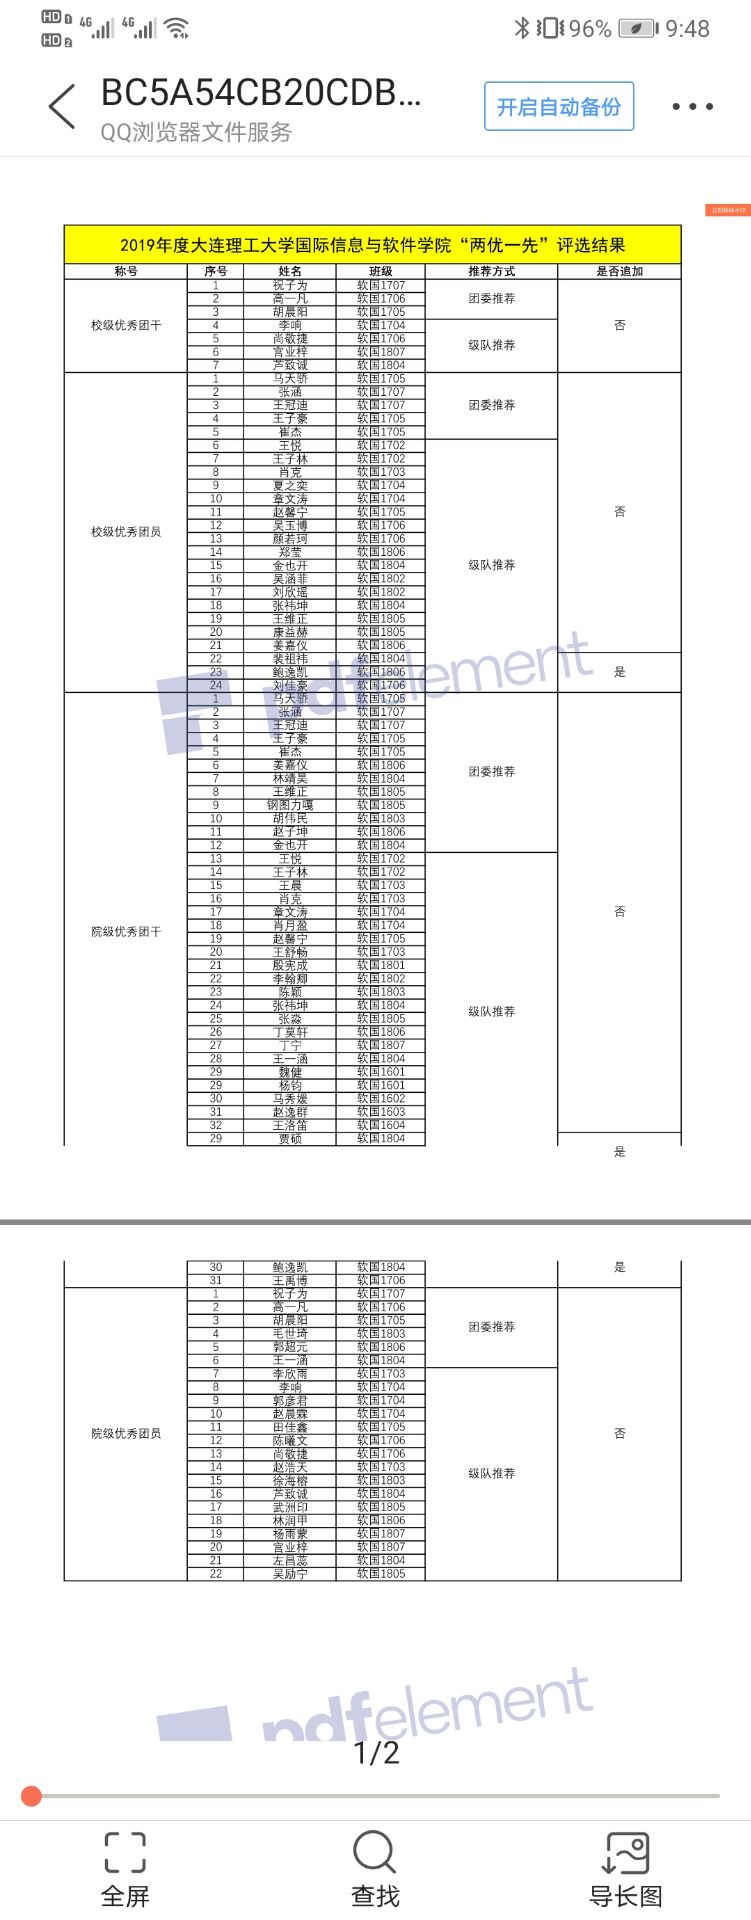 HD 1 4G 4G 96% 9:48
HD 2
BC5A54CB20CDB...
QQ浏览器文件服务
开启自动备份
2019年度大连理工大学国际信息与软件学院“两优一先”评选结果
称号 序号 姓名 班级 推荐方式 是否追加
校级优秀团干 团委推荐 否
1 祝子为 软国1707
2 高一凡 软国1706
3 胡晨阳 软国1705
级队推荐
4 李响 软国1704
5 尚敬捷 软国1706
6 宫业梓 软国1807
7 芦致诚 软国1804
校级优秀团员 团委推荐 否
1 马天骄 软国1705
2 张涵 软国1707
3 王冠迪 软国1707
4 王子豪 软国1705
5 崔杰 软国1705
级队推荐
6 王悦 软国1702
7 王子林 软国1702
8 肖克 软国1703
9 夏之奕 软国1704
10 章文涛 软国1704
11 赵馨宁 软国1705
12 吴玉博 软国1706
13 颜若珂 软国1706
14 郑莹 软国1806
15 金也开 软国1804
16 吴涵菲 软国1802
17 刘欣瑶 软国1802
18 张祎坤 软国1804
19 王维正 软国1805
20 康益赫 软国1805
21 姜嘉仪 软国1806
是
22 裴祖祎 软国1804
23 鲍逸凯 软国1806
24 刘佳豪 软国1706
pdfelement
院级优秀团干 团委推荐 否
1 马天骄 软国1705
2 张涵 软国1707
3 王冠迪 软国1707
4 王子豪 软国1705
5 崔杰 软国1705
6 姜嘉仪 软国1806
7 林靖昊 软国1804
8 王维正 软国1805
9 钢图力嘎 软国1805
10 胡伟民 软国1803
11 赵子坤 软国1806
12 金也开 软国1804
级队推荐
13 王悦 软国1702
14 王子林 软国1702
15 王晨 软国1703
16 肖克 软国1703
17 章文涛 软国1704
18 肖月盈 软国1704
19 赵馨宁 软国1705
20 王舒畅 软国1703
21 殷宪成 软国1801
22 李翰卿 软国1802
23 陈颖 软国1803
24 张祎坤 软国1804
25 张淼 软国1805
26 丁莫轩 软国1806
27 丁宁 软国1807
28 王一涵 软国1804
29 魏健 软国1601
29 杨钧 软国1601
30 马秀媛 软国1602
31 赵逸群 软国1603
32 王洛笛 软国1604
29 贾硕 软国1804
是
30 鲍逸凯 软国1804 是
31 王禹博 软国1706
院级优秀团员 团委推荐 否
1 祝子为 软国1707
2 高一凡 软国1706
3 胡晨阳 软国1705
4 毛世琦 软国1803
5 郭超元 软国1806
6 王一涵 软国1804
级队推荐
7 李欣雨 软国1703
8 李响 软国1704
9 郭彦君 软国1704
10 赵晨霖 软国1704
11 田佳鑫 软国1705
12 陈曦文 软国1706
13 尚敬捷 软国1706
14 赵浩天 软国1703
15 徐海榕 软国1803
16 芦致诚 软国1804
17 武洲印 软国1805
18 林润甲 软国1806
19 杨雨蒙 软国1807
20 宫业梓 软国1807
21 左昌蕊 软国1804
22 吴励宁 软国1805
pdfelement
1/2
全屏 查找 导长图